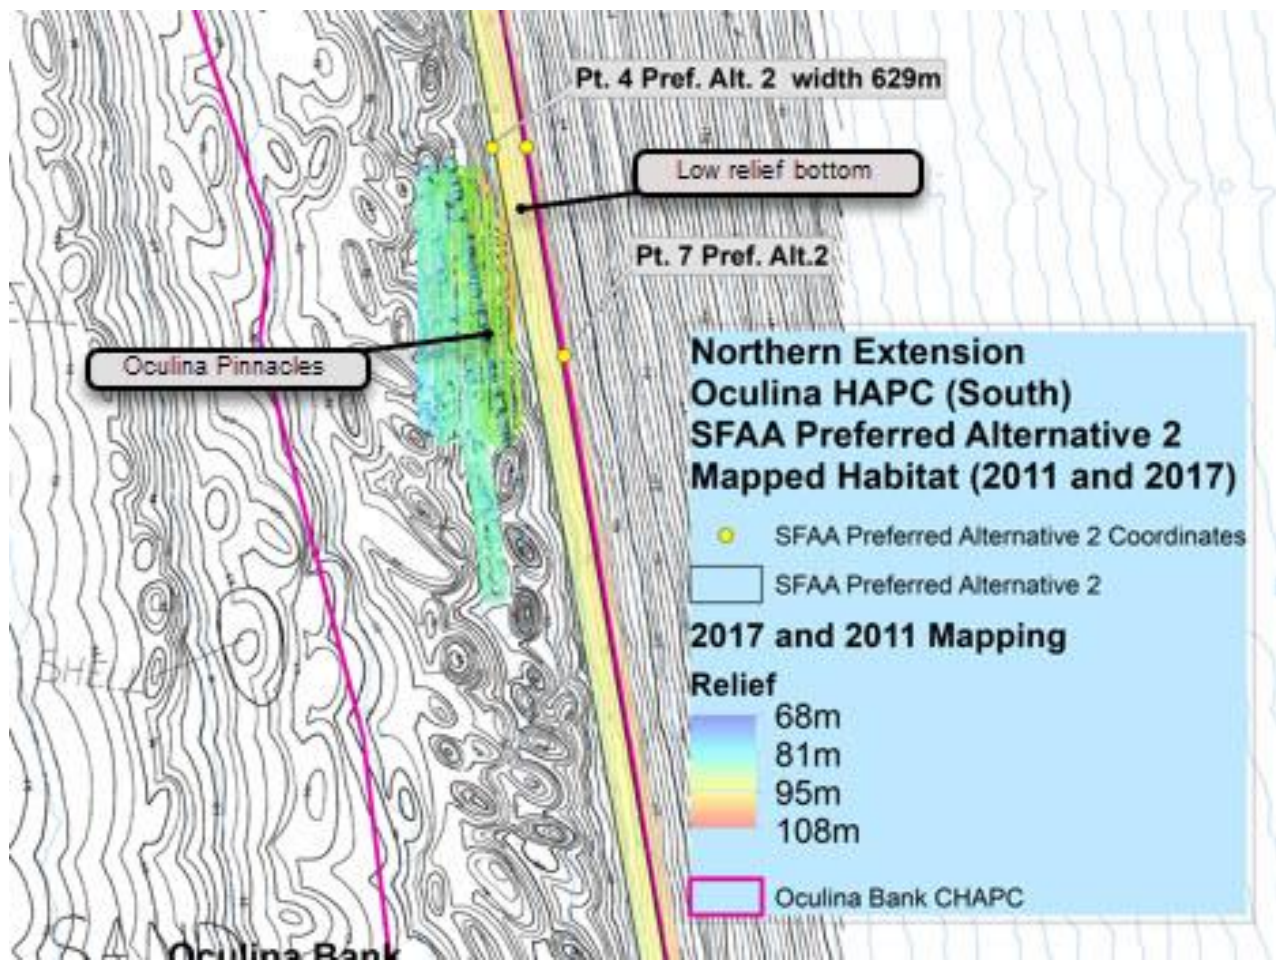 Pt. 4 Pref. Alt. 2 width 629m
Low relief bottom
Pt. 7 Pref. Alt.2
Oculina Pinnacles
Northern Extension
Oculina HAPC (South)
SFAA Preferred Alternative 2
Mapped Habitat (2011 and 2017)
SFAA Preferred Alternative 2 Coordinates
SFAA Preferred Alternative 2
2017 and 2011 Mapping
Relief
68m
81m
95m
108m
Oculina Bank CHAPC
SHELL
SAND
Oculina Bank